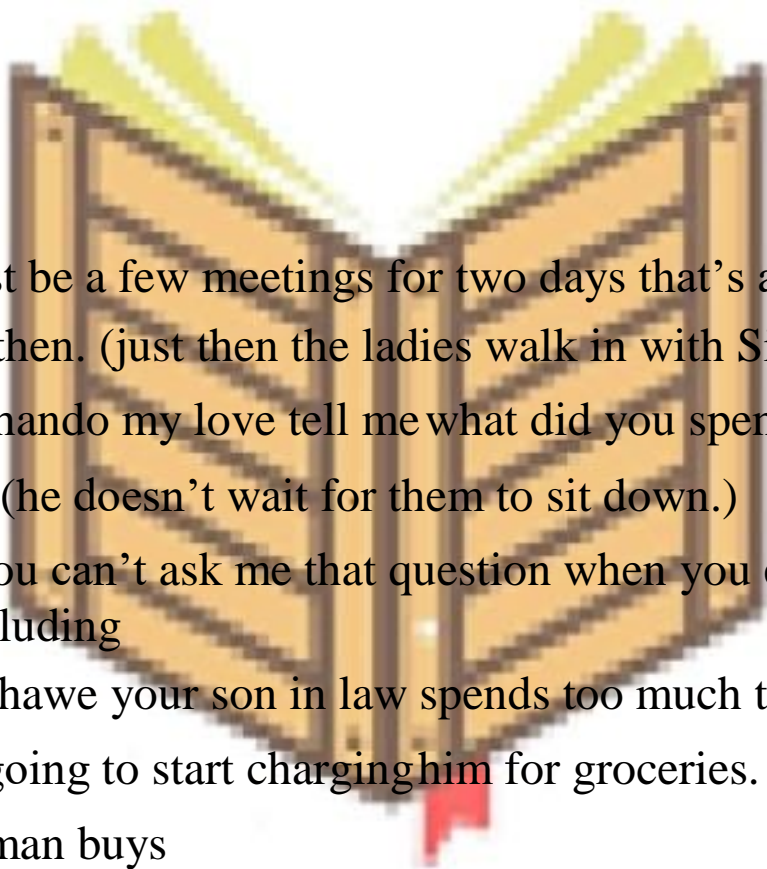 st be a few meetings for two days that’s a
then. (just then the ladies walk in with S
nando my love tell me what did you spen
(he doesn’t wait for them to sit down.)
ou can’t ask me that question when you
luding
hawe your son in law spends too much t
going to start charging him for groceries.
man buys